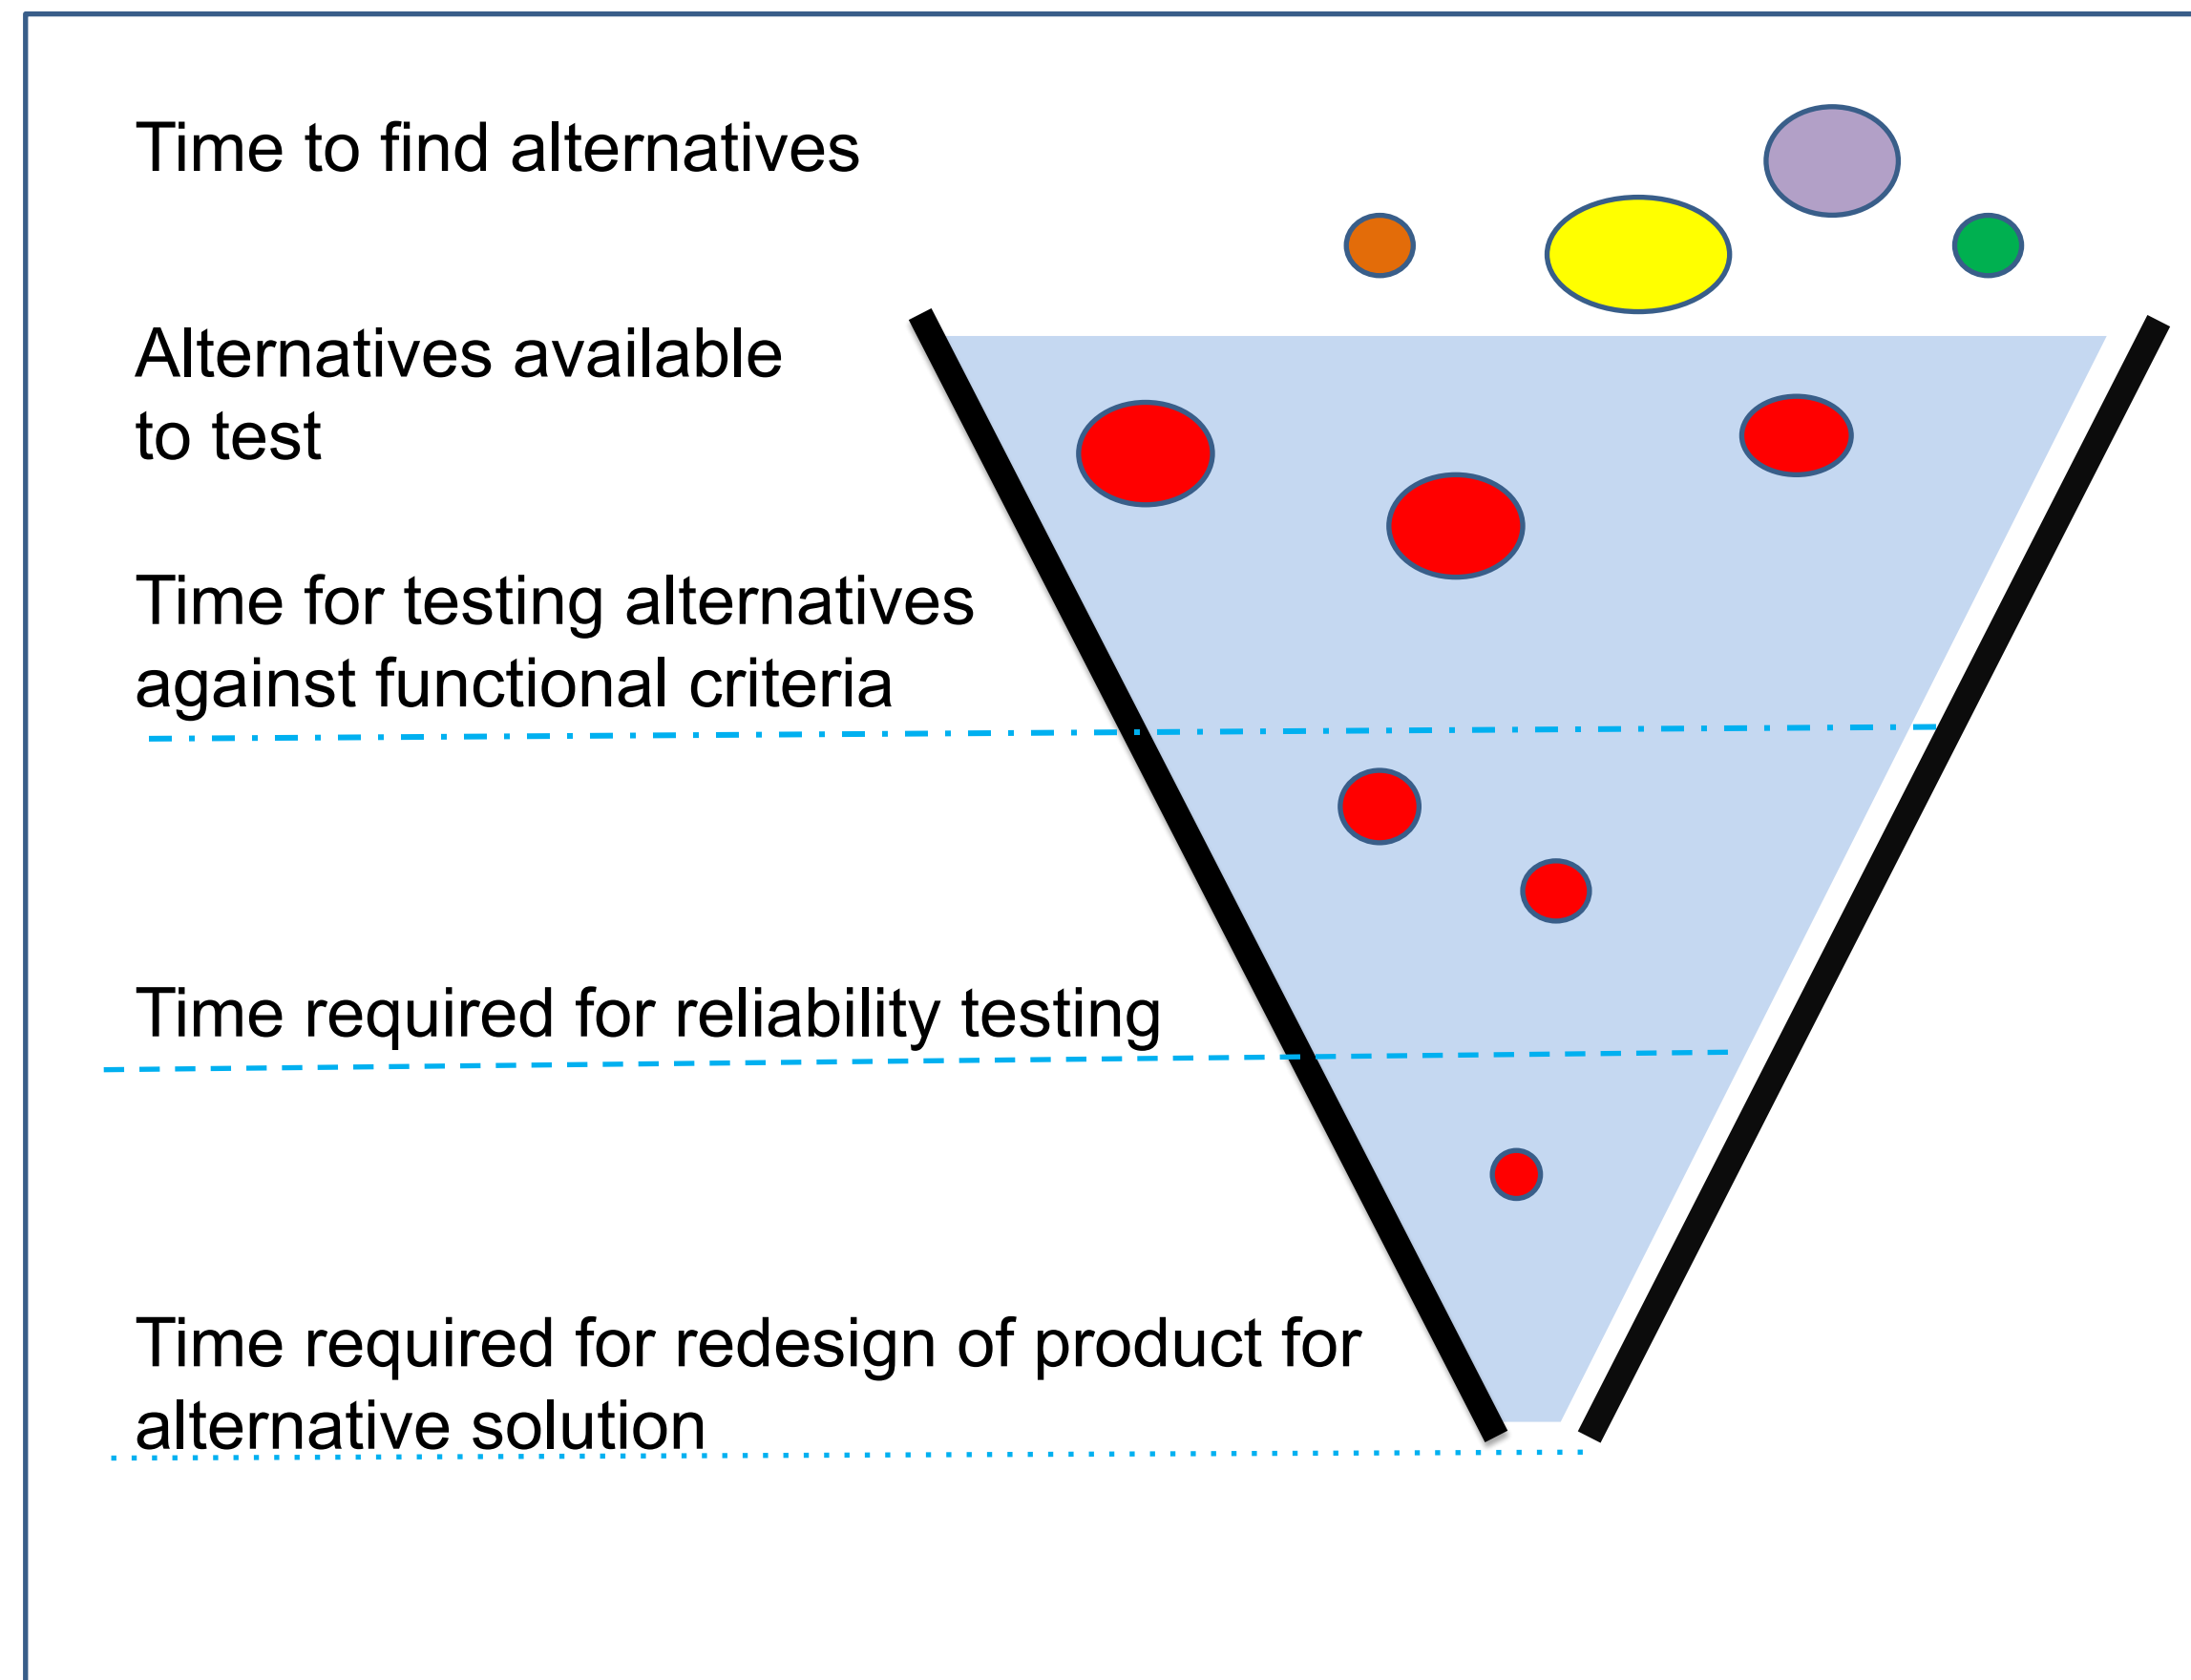 Time to find alternatives
Alternatives available
to test
Time for testing alternatives
against functional criteria
Time required for reliability testing
Time required for redesign of product for
alternative solution